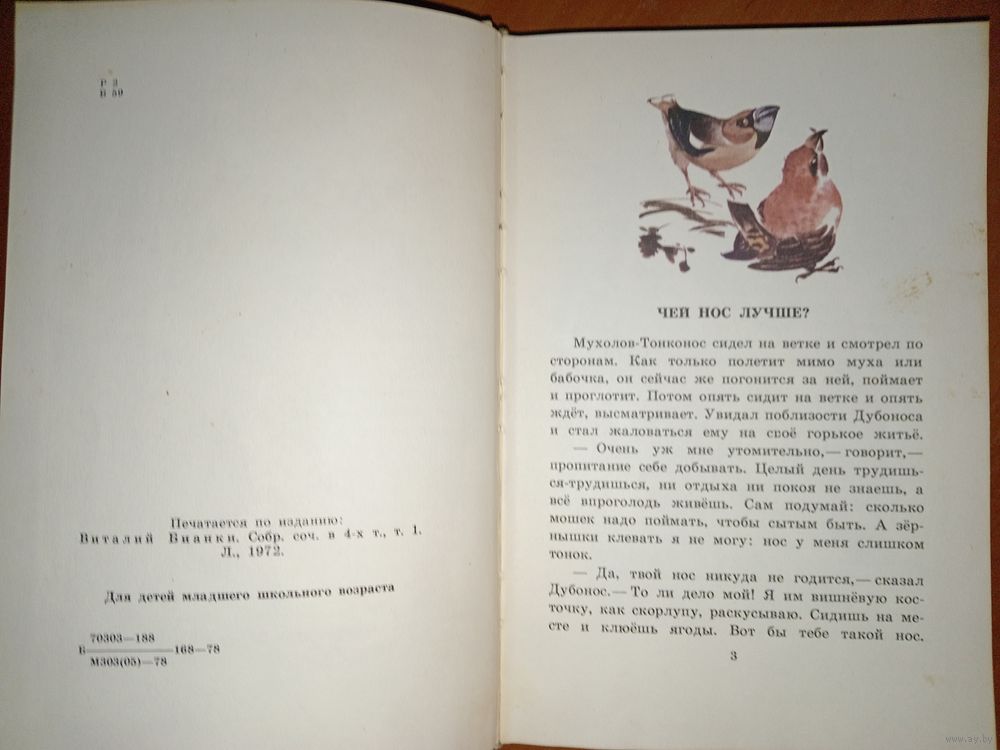 Р 2
Б 59
Печатается по изданию:
Виталий Бианки. Собр. соч. в 4-х т., т. 1.
Л., 1972.
Для детей младшего школьного возраста
70303—188
Б————168—78
М303(05)—78
ЧЕЙ НОС ЛУЧШЕ?
Мухолов-Тонконос сидел на ветке и смотрел по
сторонам. Как только полетит мимо муха или
бабочка, он сейчас же погонится за ней, поймает
и проглотит. Потом опять сидит на ветке и опять
ждёт, высматривает. Увидал поблизости Дубоноса
и стал жаловаться ему на своё горькое житьё.
— Очень уж мне утомительно,— говорит,—
пропитание себе добывать. Целый день трудишь-
ся-трудишься, ни отдыха ни покоя не знаешь, а
всё впроголодь живёшь. Сам подумай: сколько
мошек надо поймать, чтобы сытым быть. А зёр-
нышки клевать я не могу: нос у меня слишком
тонок.
— Да, твой нос никуда не годится,— сказал
Дубонос.— То ли дело мой! Я им вишнёвую кос-
точку, как скорлупу, раскусываю. Сидишь на ме-
сте и клюёшь ягоды. Вот бы тебе такой нос.
3
www.ay.by